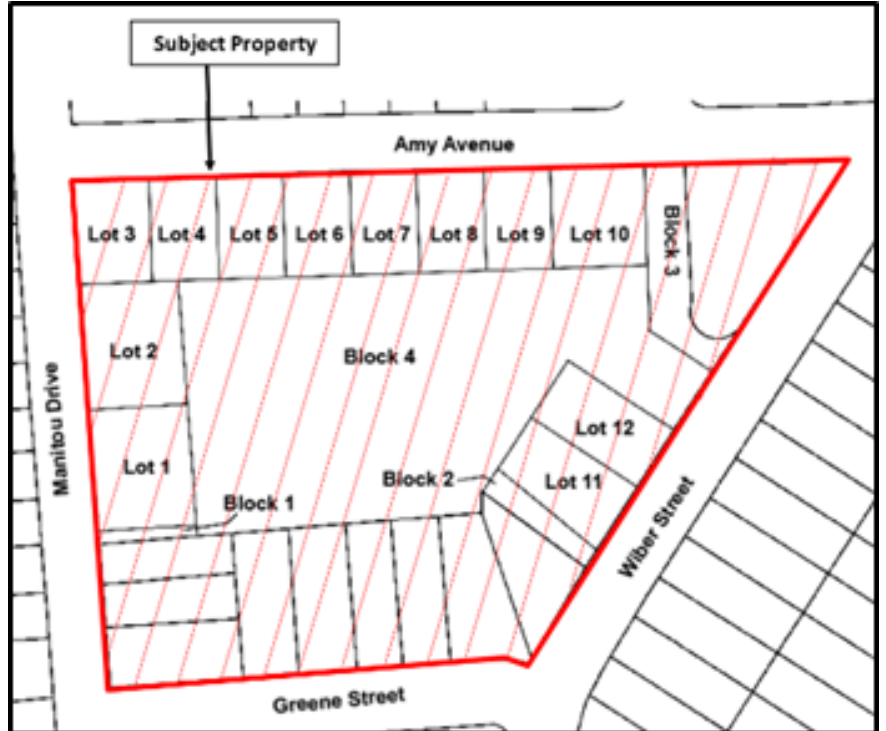 Subject Property
Amy Avenue
Lot 3
Lot 4
Lot 5
Lot 6
Lot 7
Lot 8
Lot 9
Lot 10
Block 3
Lot 2
Block 4
Manitou Drive
Lot 12
Lot 1
Block 2
Lot 11
Block 1
Wiber Street
Greene Street